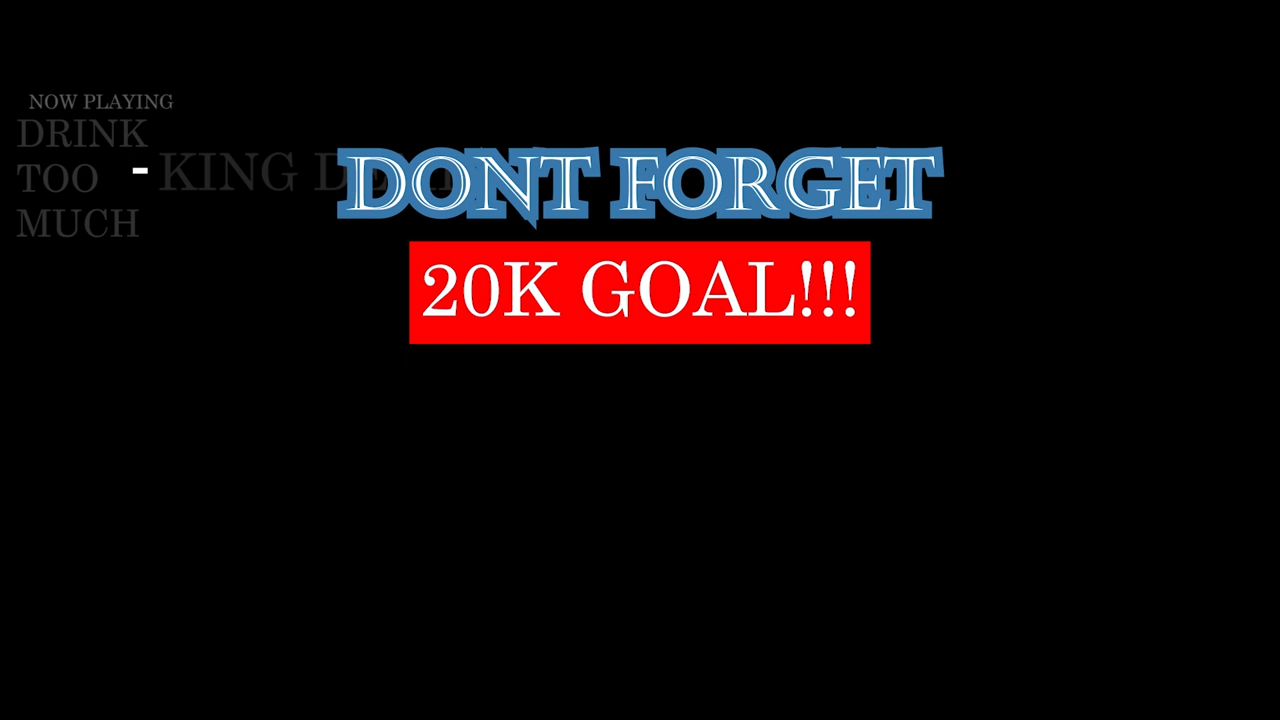 NOW PLAYING
DRINK
TOO
MUCH
- KING
DONT FORGET
20K GOAL!!!